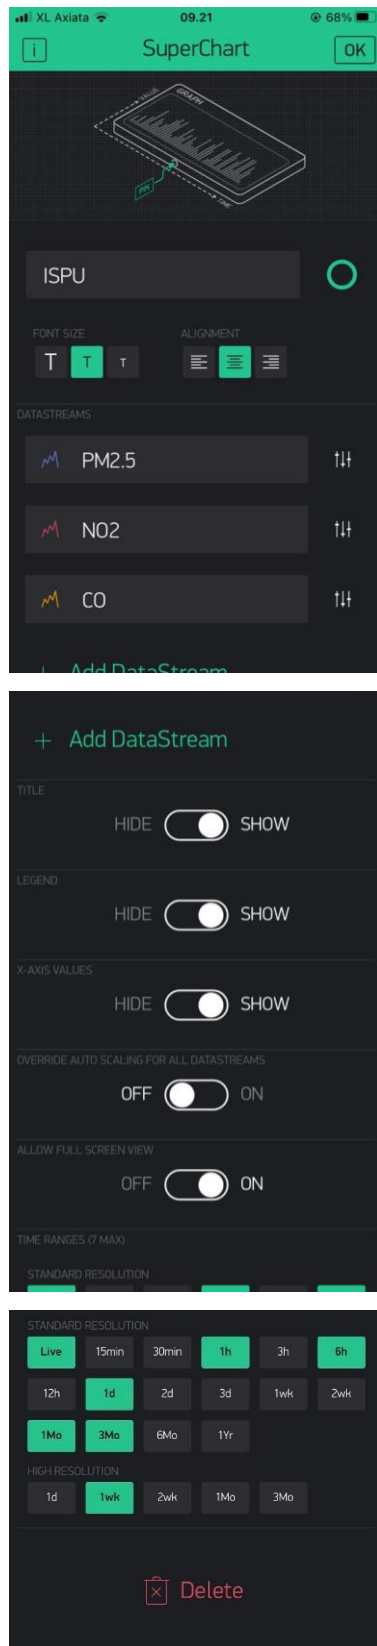 XL Axiata 09.21 68%
i SuperChart OK
VALUE
GRAPH
PIN
TIME
ISPU
FONT SIZE ALIGNMENT
T T T
DATASTREAMS
PM2.5
NO2
CO
+ Add DataStream
+ Add DataStream
TITLE
HIDE SHOW
LEGEND
HIDE SHOW
X-AXIS VALUES
HIDE SHOW
OVERRIDE AUTO SCALING FOR ALL DATASTREAMS
OFF ON
ALLOW FULL SCREEN VIEW
OFF ON
TIME RANGES (7 MAX)
STANDARD RESOLUTION
STANDARD RESOLUTION
Live 15min 30min 1h 3h 6h
12h 1d 2d 3d 1wk 2wk
1Mo 3Mo 6Mo 1Yr
HIGH RESOLUTION
1d 1wk 2wk 1Mo 3Mo
Delete